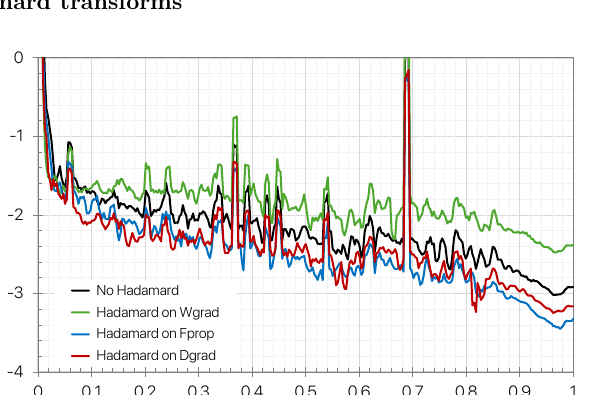 hard transforms
0
-1
-2
-3
-4
No Hadamard
Hadamard on Wgrad
Hadamard on Fprop
Hadamard on Dgrad
0 0.1 0.2 0.3 0.4 0.5 0.6 0.7 0.8 0.9 1